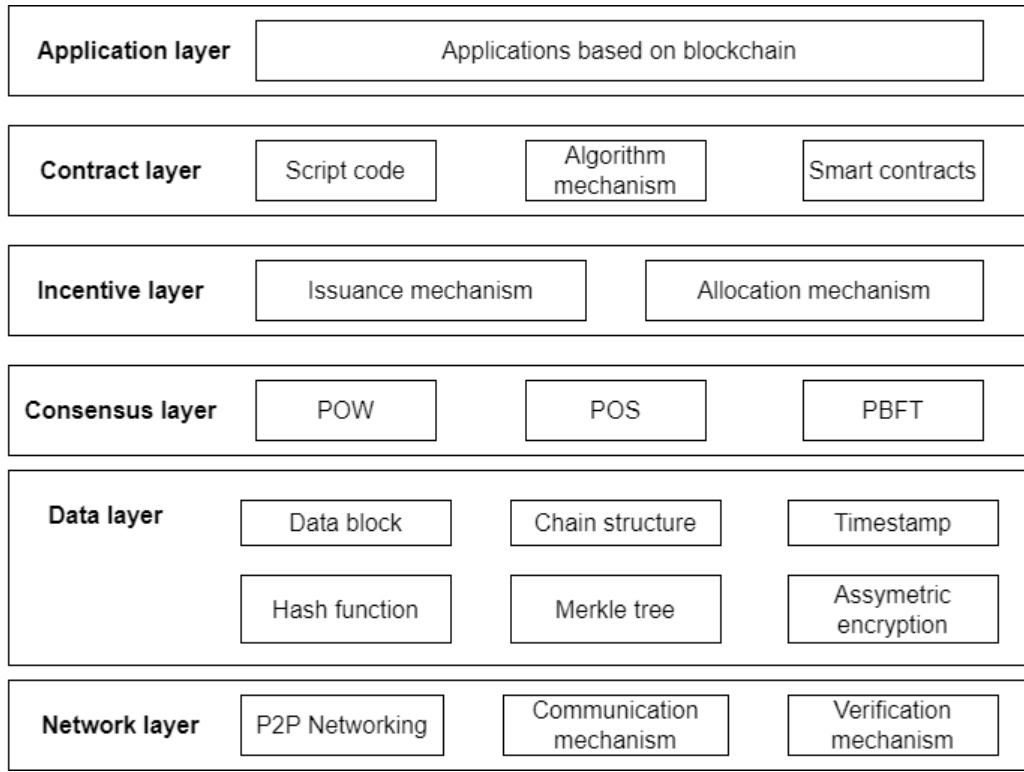 Application layer
Applications based on blockchain
Contract layer
Script code
Algorithm
mechanism
Smart contracts
Incentive layer
Issuance mechanism
Allocation mechanism
Consensus layer
POW
POS
PBFT
Data layer
Data block
Chain structure
Timestamp
Hash function
Merkle tree
Assymetric
encryption
Network layer
P2P Networking
Communication
mechanism
Verification
mechanism